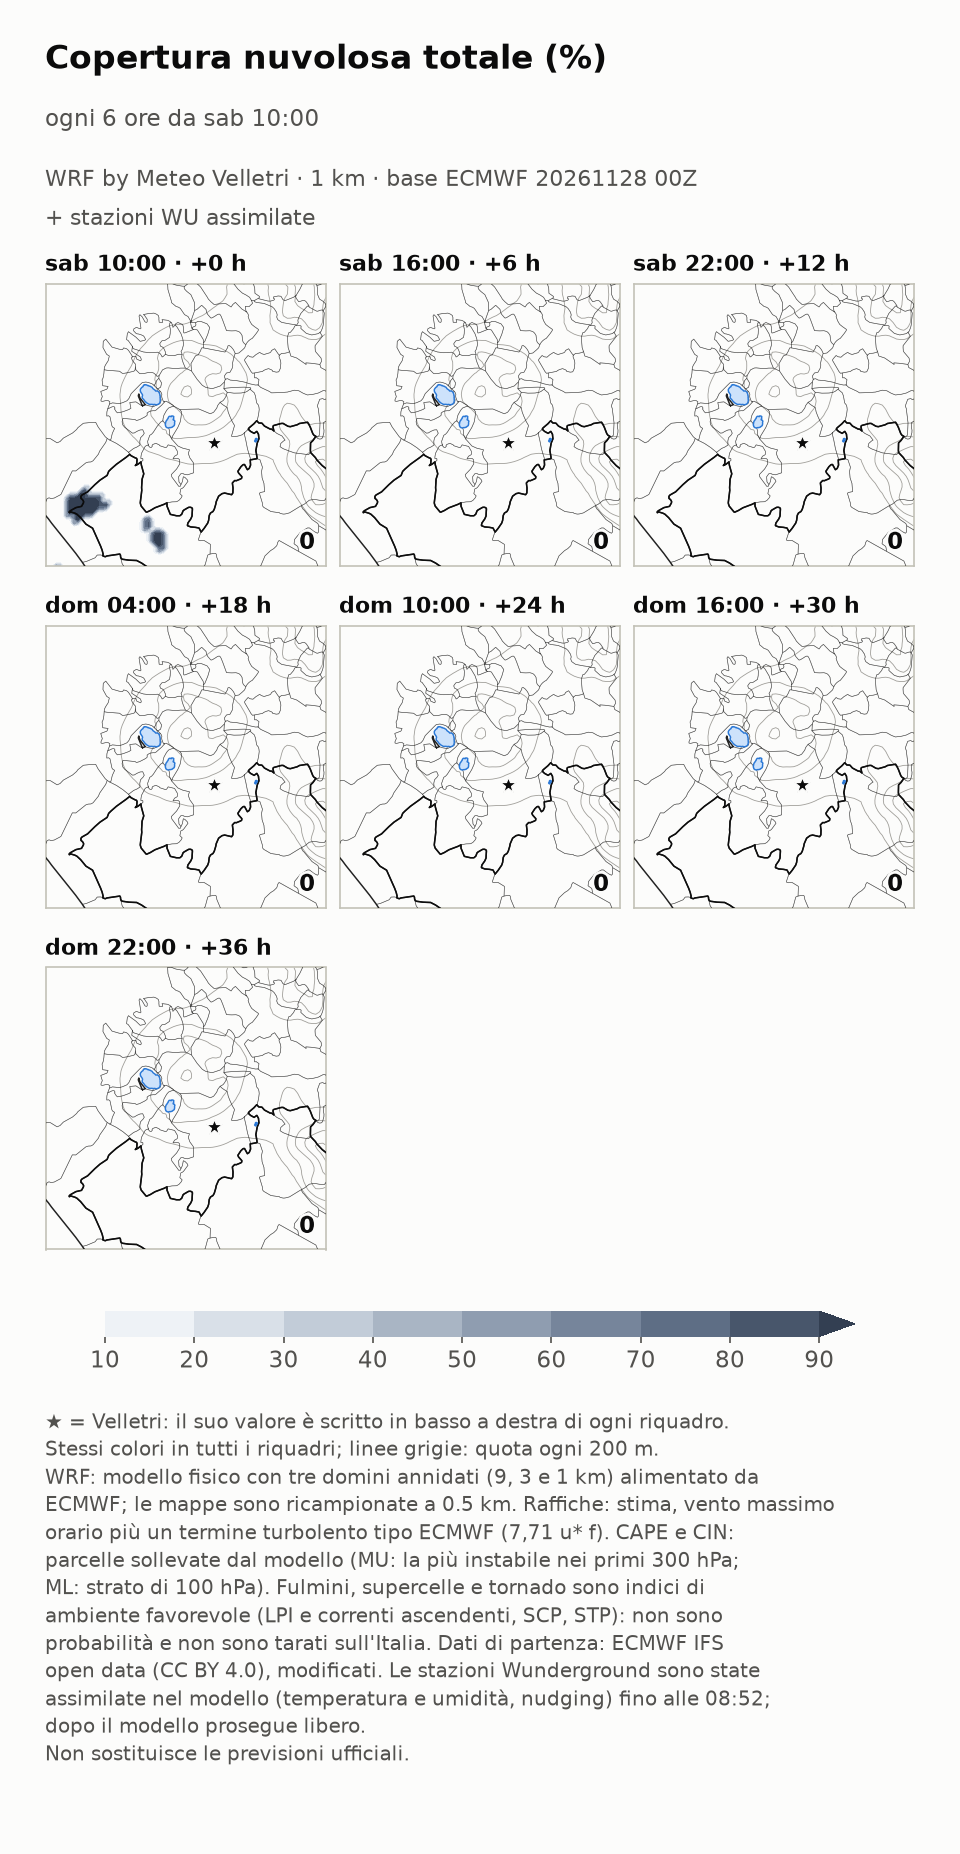 Copertura nuvolosa totale (%)
ogni 6 ore da sab 10:00
WRF by Meteo Velletri · 1 km · base ECMWF 20261128 00Z
+ stazioni WU assimilate
sab 10:00 · +0 h
sab 16:00 · +6 h
sab 22:00 · +12 h
0
0
0
dom 04:00 · +18 h
dom 10:00 · +24 h
dom 16:00 · +30 h
0
0
0
dom 22:00 · +36 h
0
10 20 30 40 50 60 70 80 90
★ = Velletri: il suo valore è scritto in basso a destra di ogni riquadro.
Stessi colori in tutti i riquadri; linee grigie: quota ogni 200 m.
WRF: modello fisico con tre domini annidati (9, 3 e 1 km) alimentato da
ECMWF; le mappe sono ricampionate a 0.5 km. Raffiche: stima, vento massimo
orario più un termine turbolento tipo ECMWF (7,71 u* f). CAPE e CIN:
parcelle sollevate dal modello (MU: la più instabile nei primi 300 hPa;
ML: strato di 100 hPa). Fulmini, supercelle e tornado sono indici di
ambiente favorevole (LPI e correnti ascendenti, SCP, STP): non sono
probabilità e non sono tarati sull'Italia. Dati di partenza: ECMWF IFS
open data (CC BY 4.0), modificati. Le stazioni Wunderground sono state
assimilate nel modello (temperatura e umidità, nudging) fino alle 08:52;
dopo il modello prosegue libero.
Non sostituisce le previsioni ufficiali.